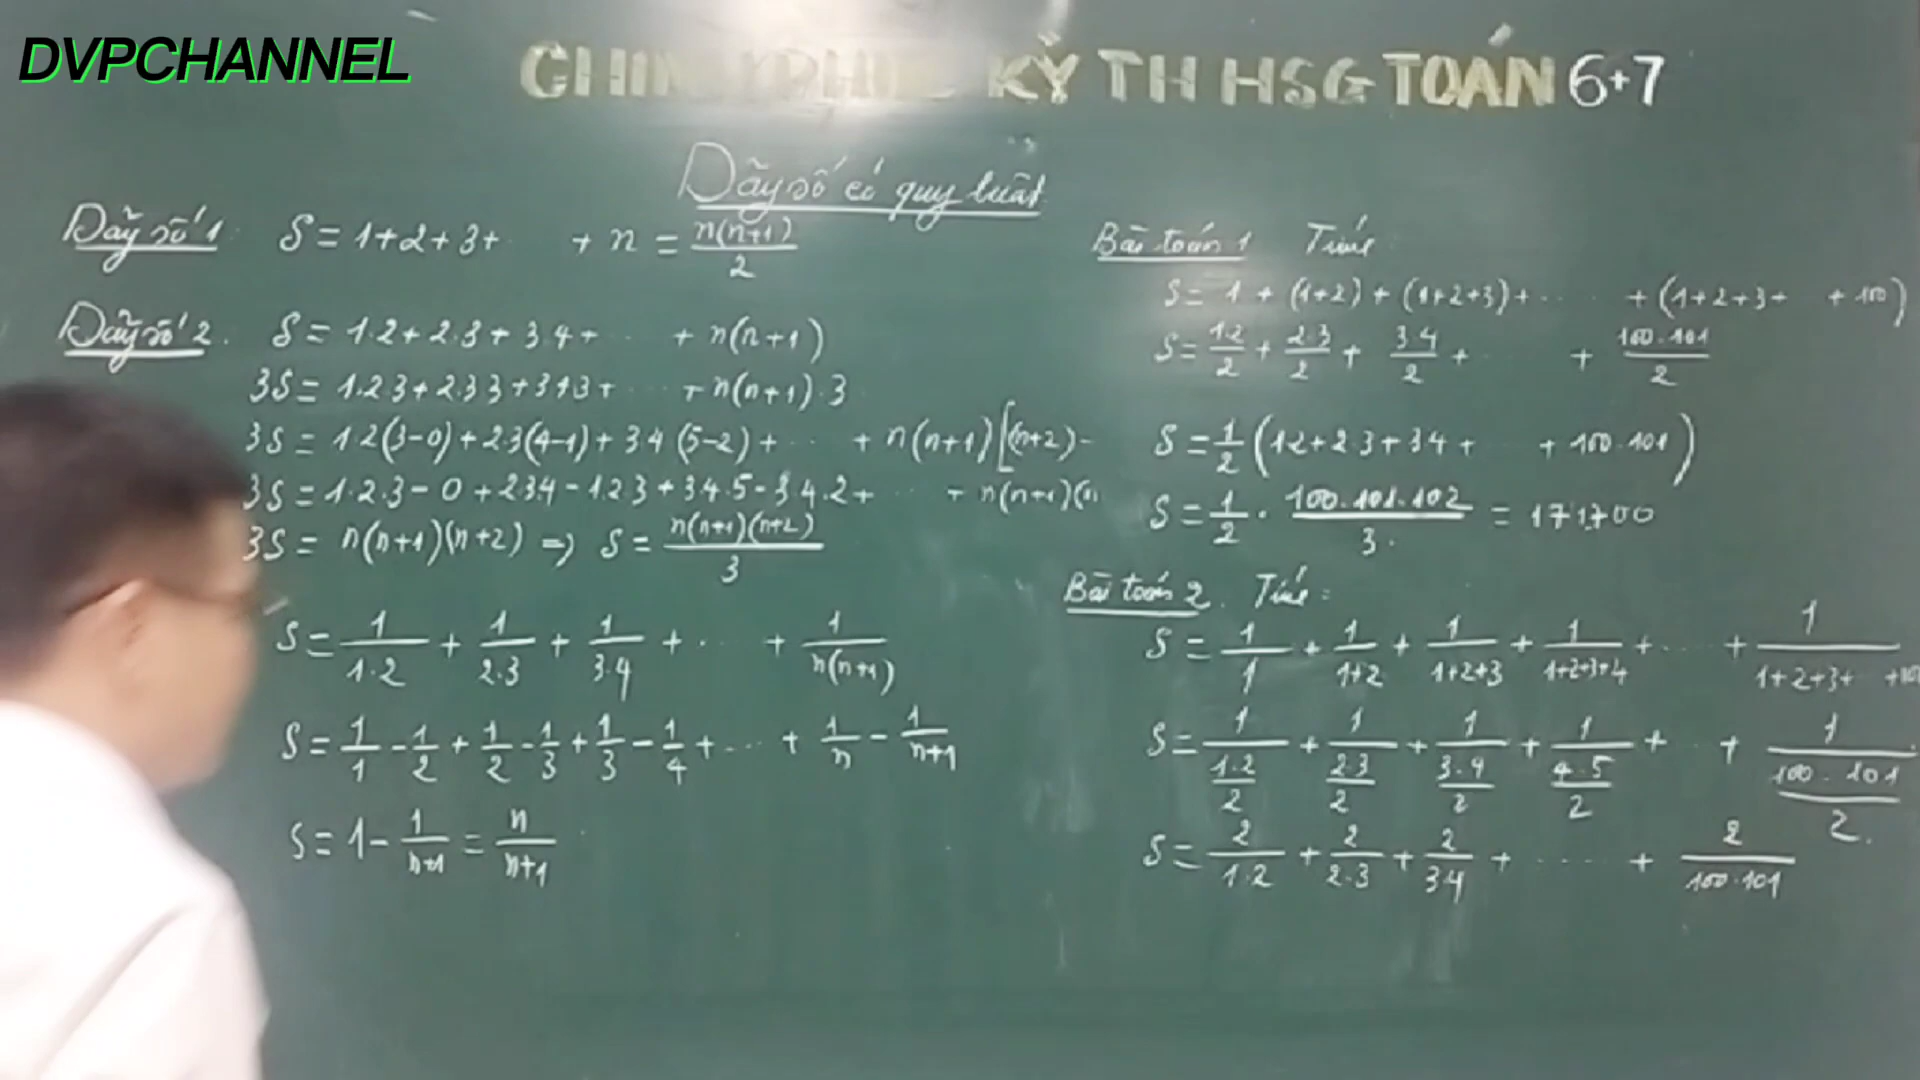 DVPCHANNEL
KỲ TH HSG TOÁN 6+7
Dãy số có quy luật
Dãy số 1 S = 1+2+3+ + n = n(n+1)/2
Dãy số 2. S = 1.2+2.3+3.4+ ... + n(n+1)
3S = 1.2.3+2.3.3+3.4.3+ ... + n(n+1).3
3S = 1.2(3-0)+2.3(4-1)+3.4(5-2)+ ... + n(n+1)[(n+2)-
3S = 1.2.3-0+2.3.4-1.2.3+3.4.5-3.4.2+ ... + n(n+1)(
3S = n(n+1)(n+2) => S = n(n+1)(n+2)/3
S = 1/1.2 + 1/2.3 + 1/3.4 + ... + 1/n(n+1)
S = 1/1 - 1/2 + 1/2 - 1/3 + 1/3 - 1/4 + ... + 1/n - 1/n+1
S = 1 - 1/n+1 = n/n+1
Bài toán 1 Tính
S = 1 + (1+2) + (1+2+3) + ... + (1+2+3+ +100)
S = 1.2/2 + 2.3/2 + 3.4/2 + ... + 100.101/2
S = 1/2 (1.2+2.3+3.4+ + 100.101)
S = 1/2 . 100.101.102/3. = 171700
Bài toán 2. Tính:
S = 1/1 + 1/1+2 + 1/1+2+3 + 1/1+2+3+4 + ... + 1/1+2+3+ +10
S = 1/(1.2/2) + 1/(2.3/2) + 1/(3.4/2) + 1/(4.5/2) + .. + 1/(100.101/2).
S = 2/1.2 + 2/2.3 + 2/3.4 + ..... + 2/100.101